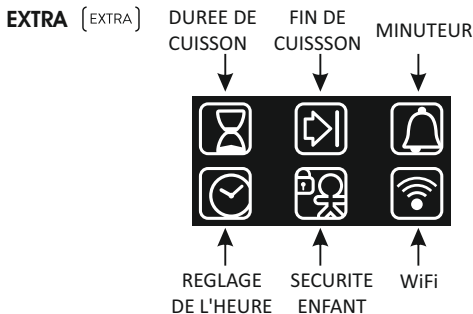 EXTRA [EXTRA]
DUREE DE
CUISSON
FIN DE
CUISSSON
MINUTEUR
REGLAGE
DE L'HEURE
SECURITE
ENFANT
WiFi